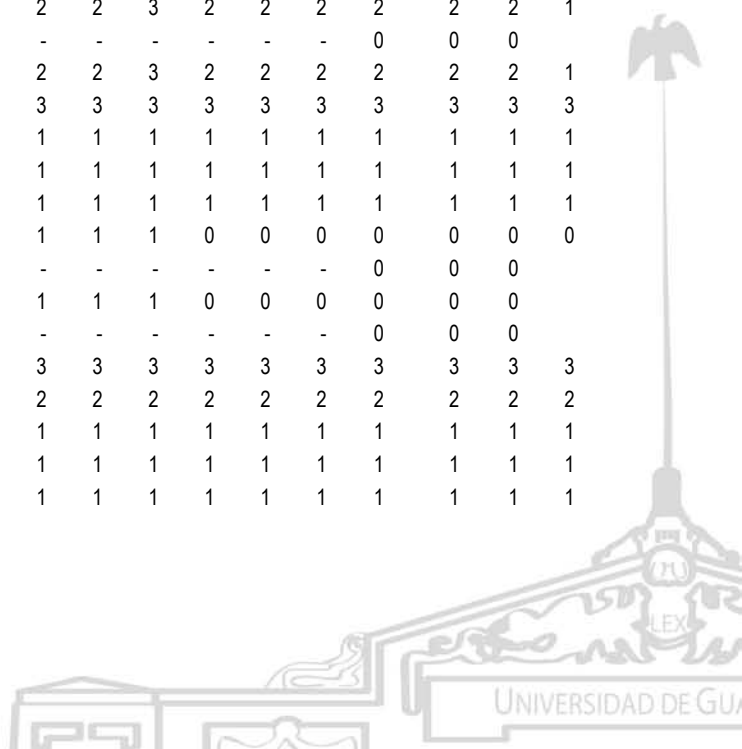 2 2 3 2 2 2 2 2 2 1
- - - - - - 0 0 0
2 2 3 2 2 2 2 2 2 1
3 3 3 3 3 3 3 3 3 3
1 1 1 1 1 1 1 1 1 1
1 1 1 1 1 1 1 1 1 1
1 1 1 1 1 1 1 1 1 1
1 1 1 0 0 0 0 0 0 0
- - - - - - 0 0 0
1 1 1 0 0 0 0 0 0
- - - - - - 0 0 0
3 3 3 3 3 3 3 3 3 3
2 2 2 2 2 2 2 2 2 2
1 1 1 1 1 1 1 1 1 1
1 1 1 1 1 1 1 1 1 1
1 1 1 1 1 1 1 1 1 1
LEX
UNIVERSIDAD DE GUA